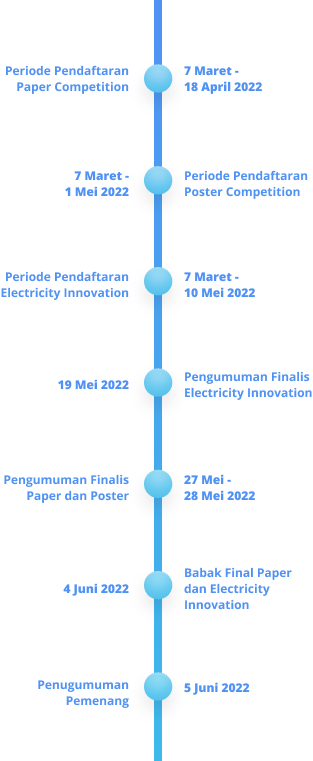 Periode Pendaftaran
Paper Competition
7 Maret -
18 April 2022
7 Maret -
1 Mei 2022
Periode Pendaftaran
Poster Competition
Periode Pendaftaran
Electricity Innovation
7 Maret -
10 Mei 2022
19 Mei 2022
Pengumuman Finalis
Electricity Innovation
Pengumuman Finalis
Paper dan Poster
27 Mei -
28 Mei 2022
4 Juni 2022
Babak Final Paper
dan Electricity
Innovation
Penugumuman
Pemenang
5 Juni 2022